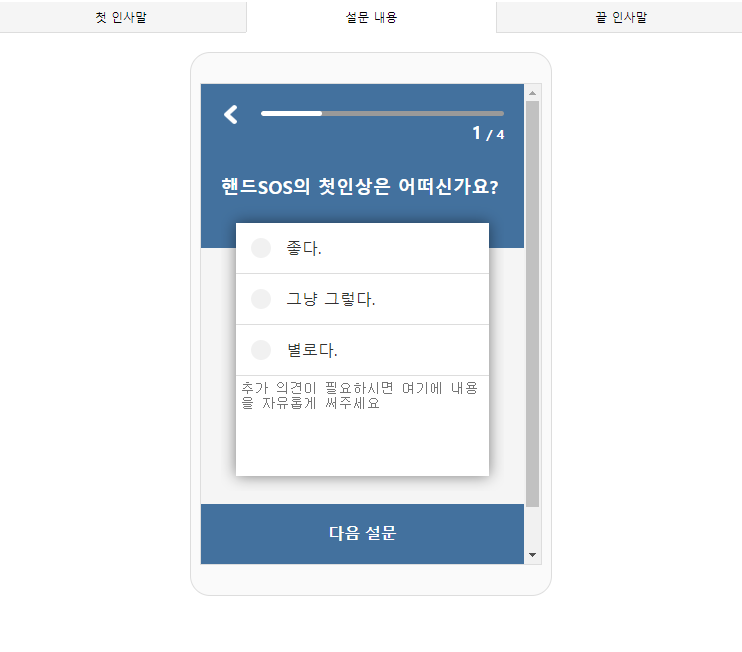 첫 인사말
설문 내용
끝 인사말
1 / 4
핸드SOS의 첫인상은 어떠신가요?
좋다.
그냥 그렇다.
별로다.
추가 의견이 필요하시면 여기에 내용
을 자유롭게 써주세요
다음 설문